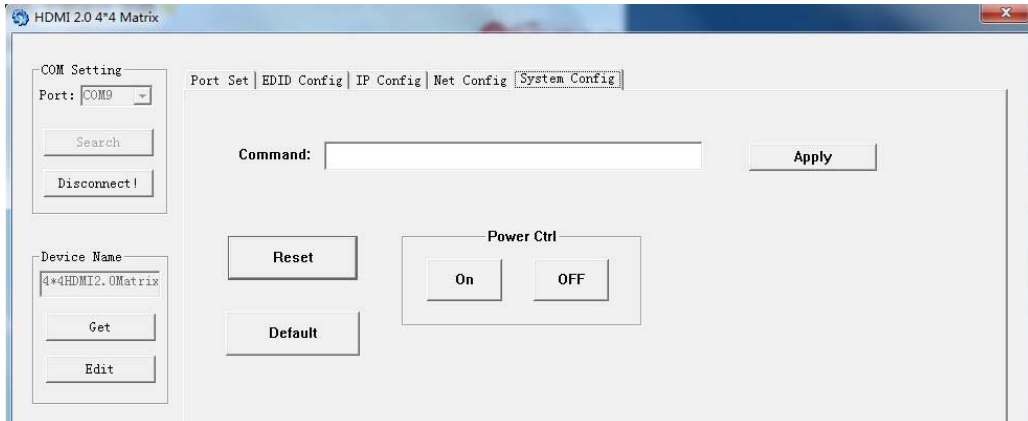 HDMI 2.0 4*4 Matrix
COM Setting
Port: COM9
Search
Disconnect!
Device Name
4*4HDMI2.0Matrix
Get
Edit
Port Set EDID Config IP Config Net Config System Config
Command:
Apply
Reset
Default
Power Ctrl
On OFF